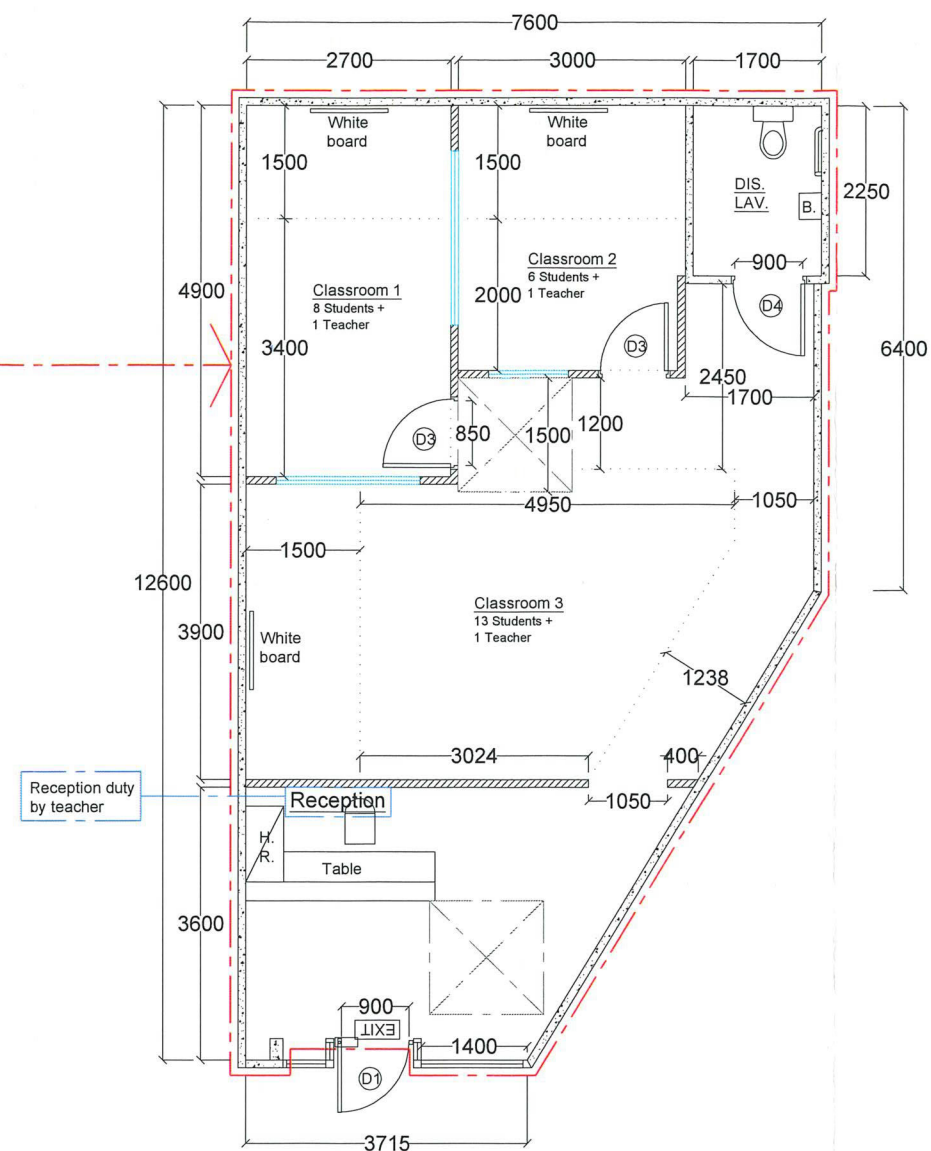 7600
2700
3000
1700
White
board
White
board
1500
1500
DIS.
LAV.
B.
2250
900
Classroom 1
8 Students +
1 Teacher
Classroom 2
6 Students +
1 Teacher
4900
2000
D3
D4
3400
6400
2450
1700
D3
850
1500
1200
4950
1050
1500
12600
3900
White
board
Classroom 3
13 Students +
1 Teacher
1238
3024
400
Reception duty
by teacher
Reception
1050
H.
R.
Table
3600
900
EXIT
1400
D1
3715